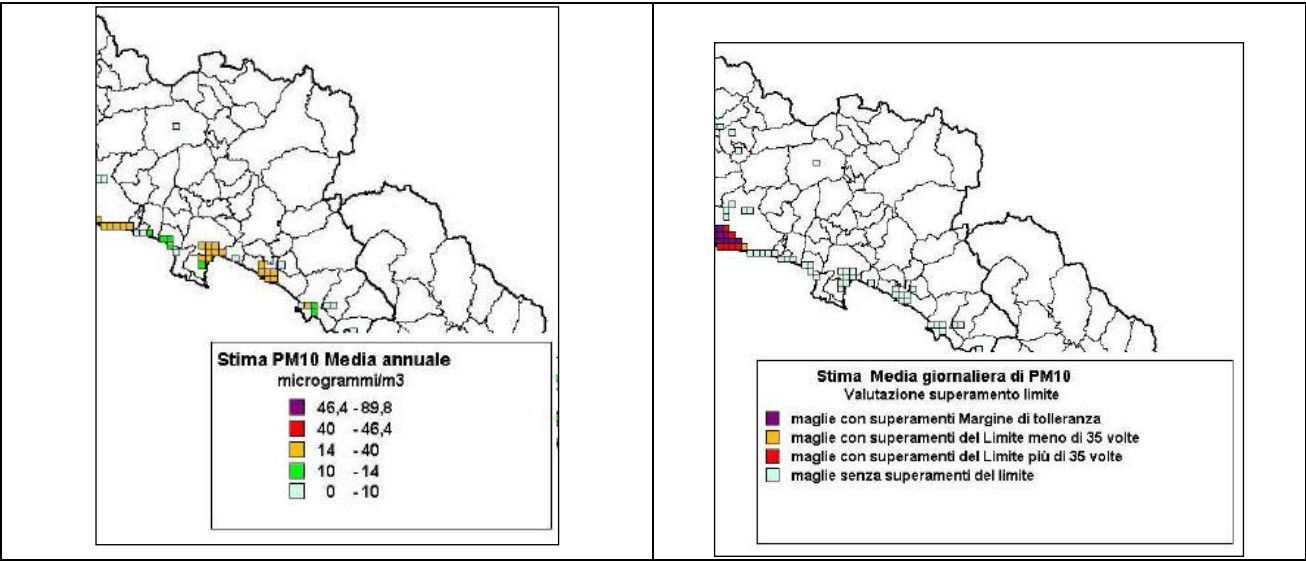 Stima PM10 Media annuale
microgrammi/m3
46,4 - 89,8
40 - 46,4
14 - 40
10 - 14
0 - 10
Stima Media giornaliera di PM10
Valutazione superamento limite
maglie con superamenti Margine di tolleranza
maglie con superamenti del Limite meno di 35 volte
maglie con superamenti del Limite più di 35 volte
maglie senza superamenti del limite